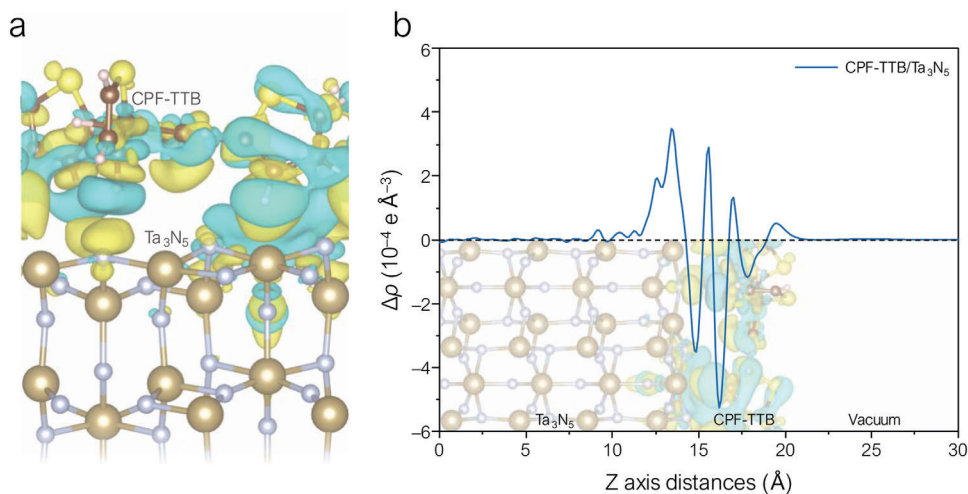 a
CPF-TTB
Ta₃N₅
b
6
4
2
0
−2
−4
−6
Δρ (10⁻⁴ e Å⁻³)
CPF-TTB/Ta₃N₅
Ta₃N₅
CPF-TTB
Vacuum
0 5 10 15 20 25 30
Z axis distances (Å)